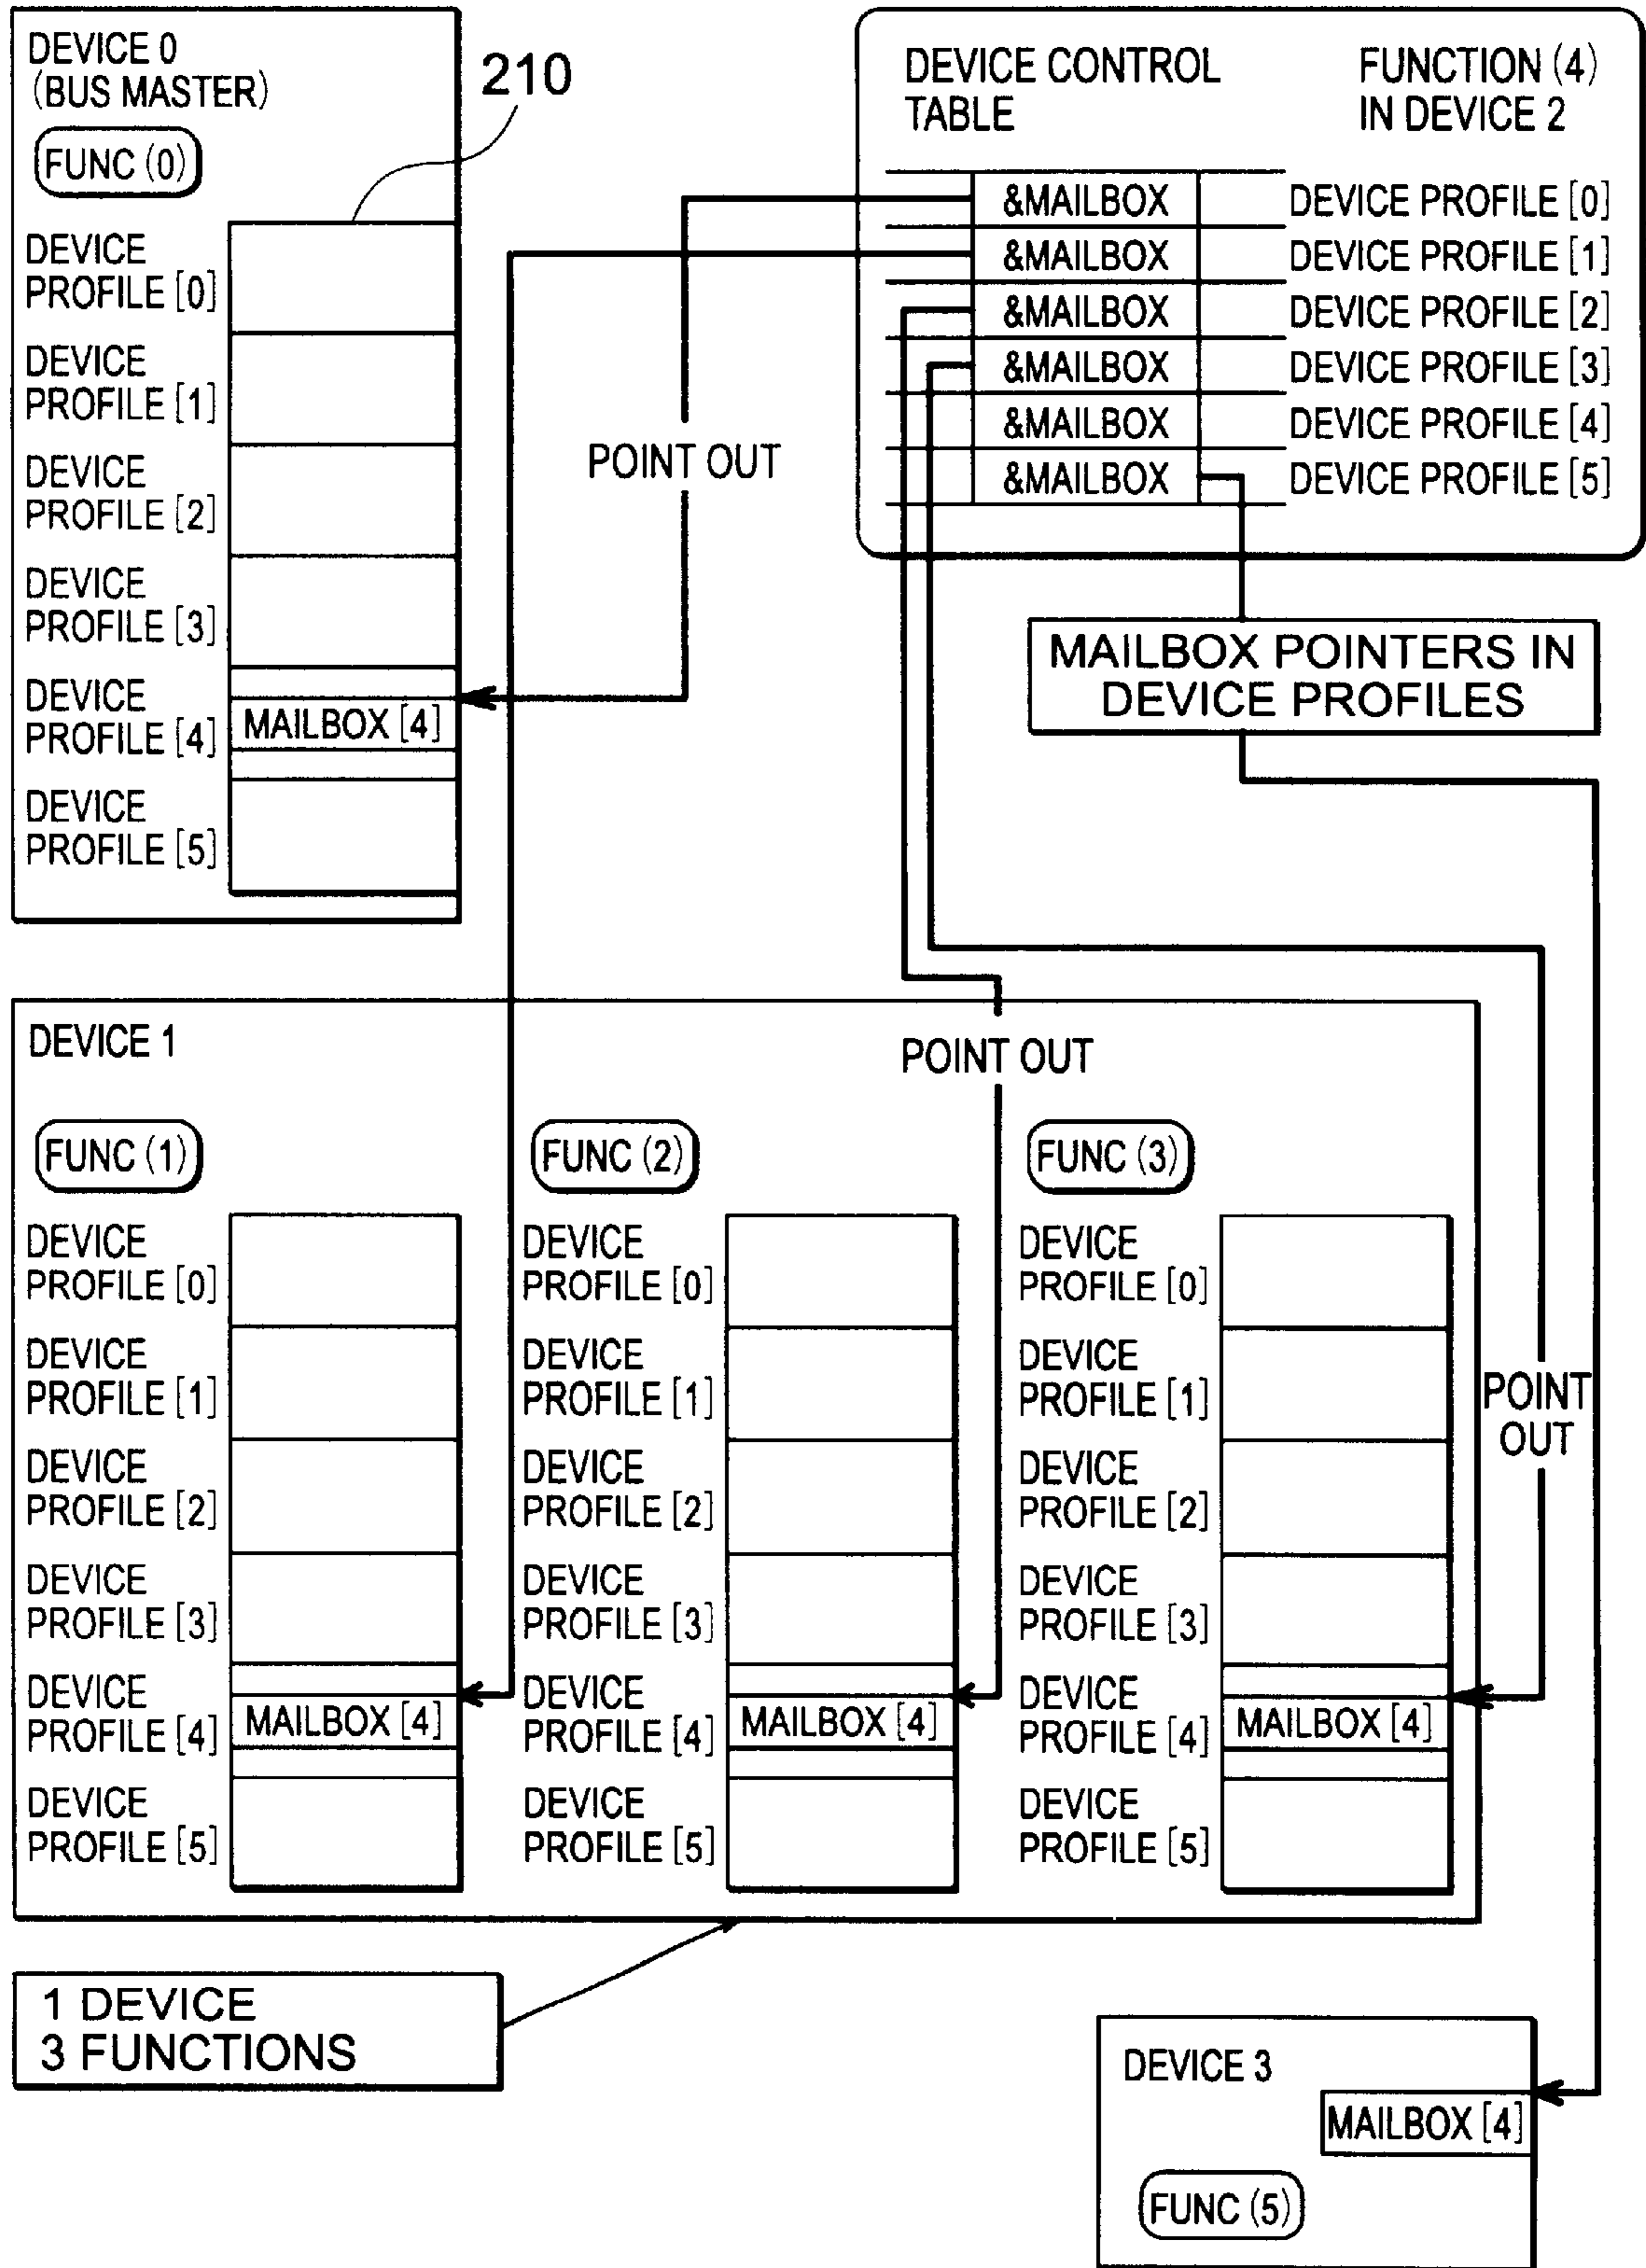 DEVICE 0
(BUS MASTER)
210
FUNC (0)
DEVICE
PROFILE [0]
DEVICE
PROFILE [1]
DEVICE
PROFILE [2]
DEVICE
PROFILE [3]
DEVICE
PROFILE [4]
MAILBOX [4]
DEVICE
PROFILE [5]
POINT OUT
DEVICE CONTROL
TABLE
FUNCTION (4)
IN DEVICE 2
&MAILBOX DEVICE PROFILE [0]
&MAILBOX DEVICE PROFILE [1]
&MAILBOX DEVICE PROFILE [2]
&MAILBOX DEVICE PROFILE [3]
&MAILBOX DEVICE PROFILE [4]
&MAILBOX DEVICE PROFILE [5]
MAILBOX POINTERS IN
DEVICE PROFILES
DEVICE 1
POINT OUT
FUNC (1)
DEVICE
PROFILE [0]
DEVICE
PROFILE [1]
DEVICE
PROFILE [2]
DEVICE
PROFILE [3]
DEVICE
PROFILE [4]
MAILBOX [4]
DEVICE
PROFILE [5]
FUNC (2)
DEVICE
PROFILE [0]
DEVICE
PROFILE [1]
DEVICE
PROFILE [2]
DEVICE
PROFILE [3]
DEVICE
PROFILE [4]
MAILBOX [4]
DEVICE
PROFILE [5]
FUNC (3)
DEVICE
PROFILE [0]
DEVICE
PROFILE [1]
DEVICE
PROFILE [2]
DEVICE
PROFILE [3]
DEVICE
PROFILE [4]
MAILBOX [4]
DEVICE
PROFILE [5]
POINT
OUT
1 DEVICE
3 FUNCTIONS
DEVICE 3
MAILBOX [4]
FUNC (5)